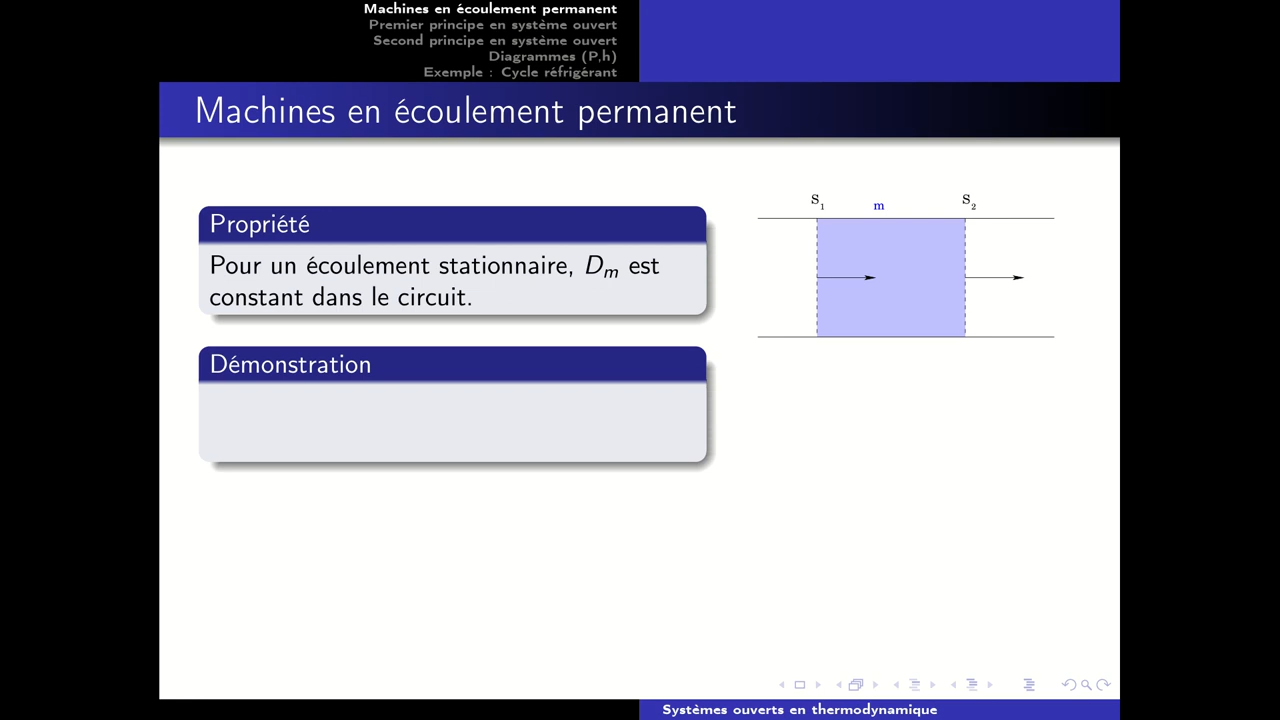 Machines en écoulement permanent
Premier principe en système ouvert
Second principe en système ouvert
Diagrammes (P,h)
Exemple : Cycle réfrigérant
Machines en écoulement permanent
Propriété
Pour un écoulement stationnaire, Dm est
constant dans le circuit.
Démonstration
S1 m S2
Systèmes ouverts en thermodynamique